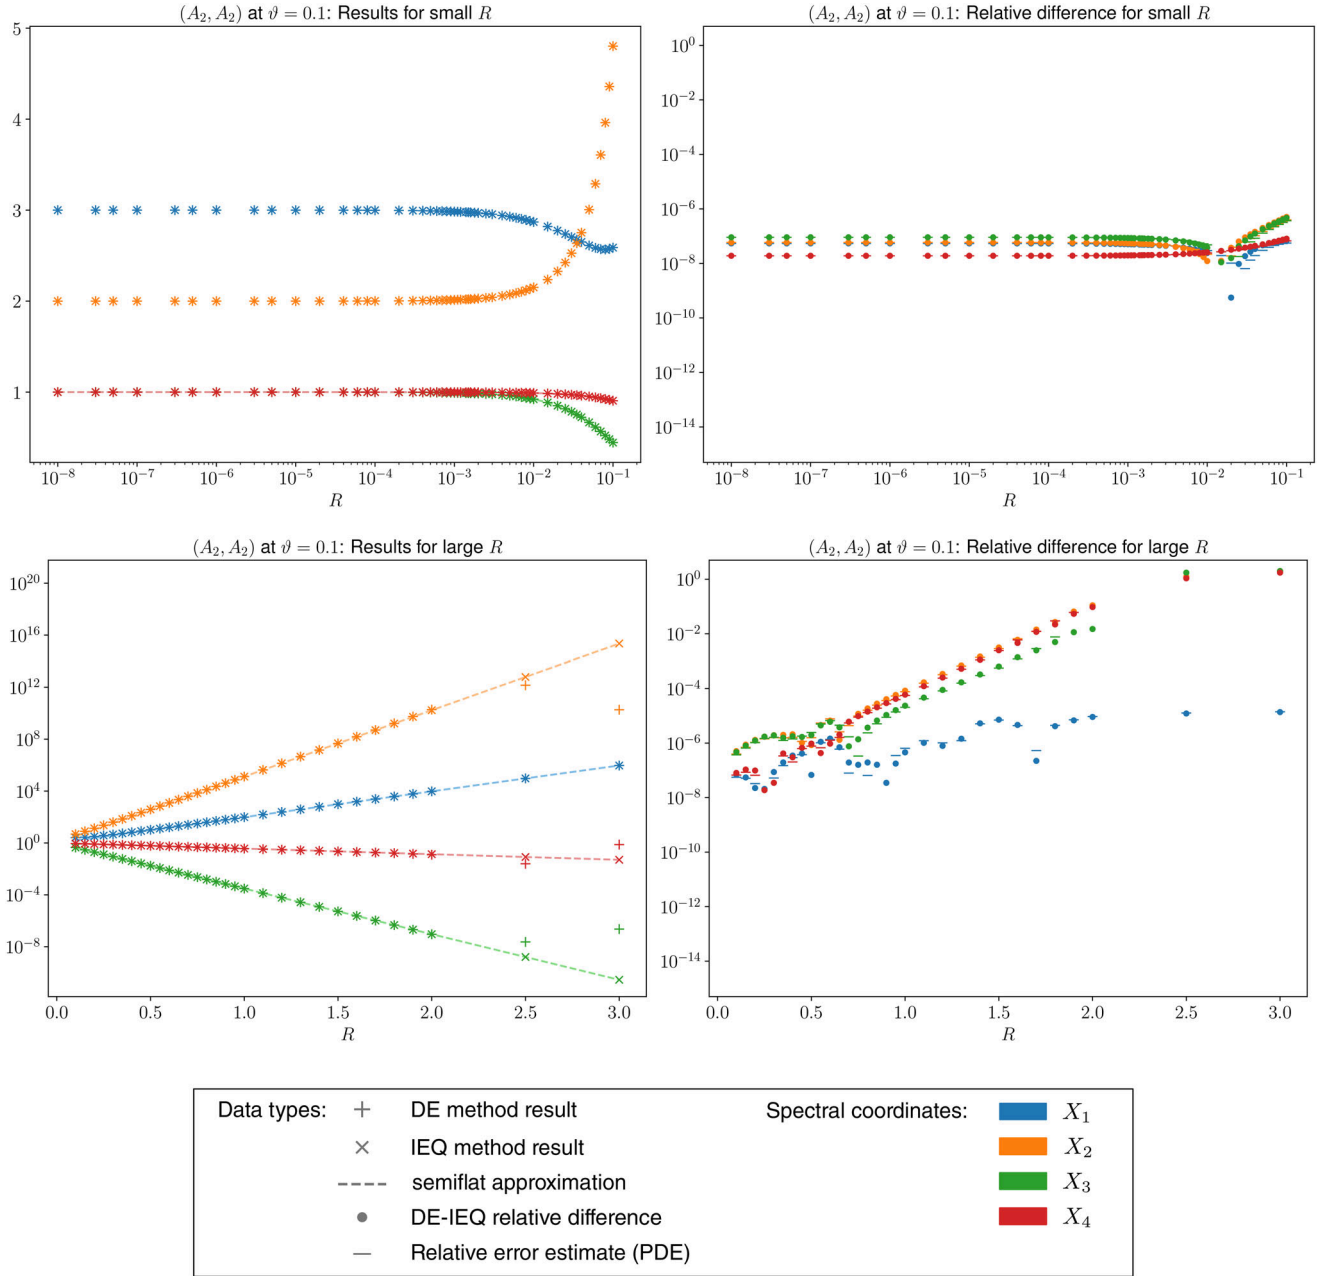 (A₂, A₂) at ϑ = 0.1: Results for small R
5
4
3
2
1
10⁻⁸ 10⁻⁷ 10⁻⁶ 10⁻⁵ 10⁻⁴ 10⁻³ 10⁻² 10⁻¹
R
(A₂, A₂) at ϑ = 0.1: Relative difference for small R
10⁰
10⁻²
10⁻⁴
10⁻⁶
10⁻⁸
10⁻¹⁰
10⁻¹²
10⁻¹⁴
10⁻⁸ 10⁻⁷ 10⁻⁶ 10⁻⁵ 10⁻⁴ 10⁻³ 10⁻² 10⁻¹
R
(A₂, A₂) at ϑ = 0.1: Results for large R
10²⁰
10¹⁶
10¹²
10⁸
10⁴
10⁰
10⁻⁴
10⁻⁸
0.0 0.5 1.0 1.5 2.0 2.5 3.0
R
(A₂, A₂) at ϑ = 0.1: Relative difference for large R
10⁰
10⁻²
10⁻⁴
10⁻⁶
10⁻⁸
10⁻¹⁰
10⁻¹²
10⁻¹⁴
0.0 0.5 1.0 1.5 2.0 2.5 3.0
R
Data types:
DE method result
IEQ method result
semiflat approximation
DE-IEQ relative difference
Relative error estimate (PDE)
Spectral coordinates:
X₁
X₂
X₃
X₄